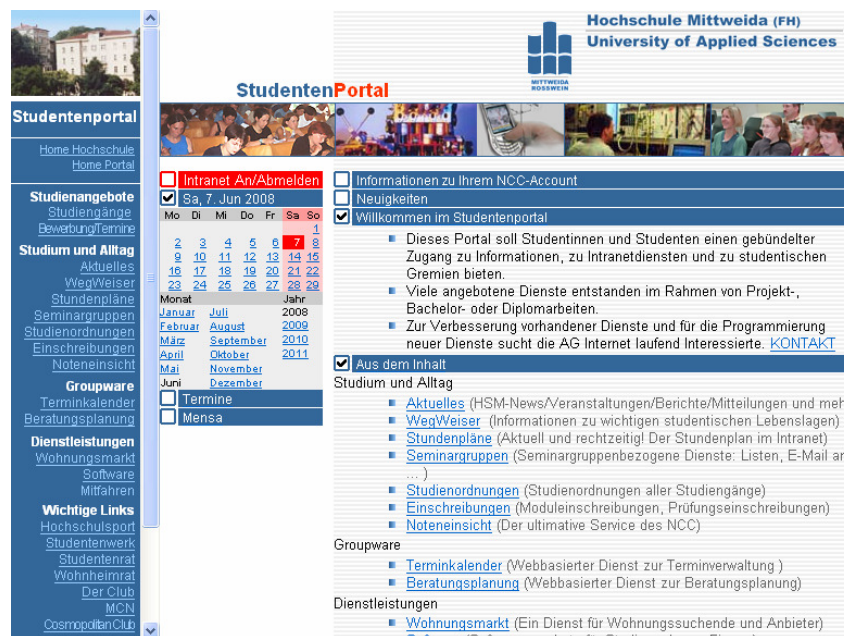 Hochschule Mittweida (FH)
University of Applied Sciences
MITTWEIDA
ROSSWEIN
StudentenPortal
Studentenportal
Home Hochschule
Home Portal
Studienangebote
Studiengänge
Bewerbung/Termine
Studium und Alltag
Aktuelles
WegWeiser
Stundenpläne
Seminargruppen
Studienordnungen
Einschreibungen
Noteneinsicht
Groupware
Terminkalender
Beratungsplanung
Dienstleistungen
Wohnungsmarkt
Software
Mitfahren
Wichtige Links
Hochschulsport
Studentenwerk
Studentenrat
Wohnheimrat
Der Club
MCN
Cosmopolitan Club
Intranet An/Abmelden
Sa, 7. Jun 2008
Mo Di Mi Do Fr Sa So
1
2 3 4 5 6 7 8
9 10 11 12 13 14 15
16 17 18 19 20 21 22
23 24 25 26 27 28 29
Monat Jahr
Januar Juli 2008
Februar August 2009
März September 2010
April Oktober 2011
Mai November
Juni Dezember
Termine
Mensa
Informationen zu Ihrem NCC-Account
Neuigkeiten
Willkommen im Studentenportal
Dieses Portal soll Studentinnen und Studenten einen gebündelter
Zugang zu Informationen, zu Intranetdiensten und zu studentischen
Gremien bieten.
Viele angebotene Dienste entstanden im Rahmen von Projekt-,
Bachelor- oder Diplomarbeiten.
Zur Verbesserung vorhandener Dienste und für die Programmierung
neuer Dienste sucht die AG Internet laufend Interessierte. KONTAKT
Aus dem Inhalt
Studium und Alltag
Aktuelles (HSM-News/Veranstaltungen/Berichte/Mitteilungen und meh
WegWeiser (Informationen zu wichtigen studentischen Lebenslagen)
Stundenpläne (Aktuell und rechtzeitig! Der Stundenplan im Intranet)
Seminargruppen (Seminargruppenbezogene Dienste: Listen, E-Mail an
... )
Studienordnungen (Studienordnungen aller Studiengänge)
Einschreibungen (Moduleinschreibungen, Prüfungseinschreibungen)
Noteneinsicht (Der ultimative Service des NCC)
Groupware
Terminkalender (Webbasierter Dienst zur Terminverwaltung )
Beratungsplanung (Webbasierter Dienst zur Beratungsplanung)
Dienstleistungen
Wohnungsmarkt (Ein Dienst für Wohnungssuchende und Anbieter)